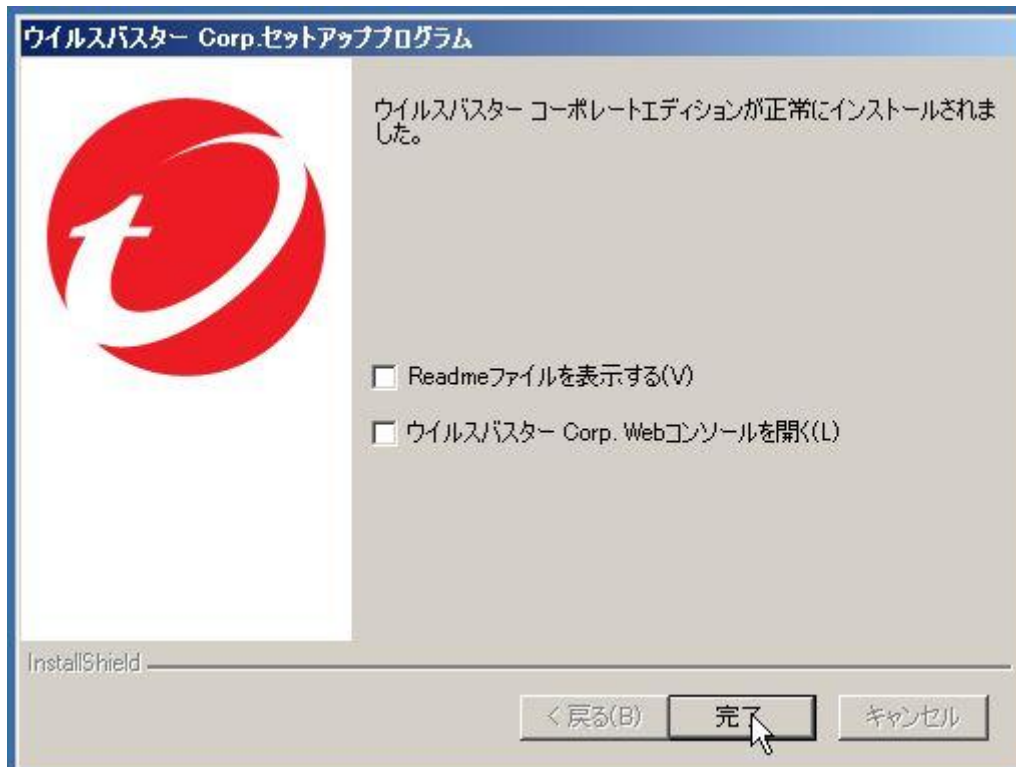 ウイルスバスター Corp.セットアッププログラム
ウイルスバスター コーポレートエディションが正常にインストールされま
した。
Readmeファイルを表示する(V)
ウイルスバスター Corp. Webコンソールを開く(L)
InstallShield
< 戻る(B)
完了
キャンセル